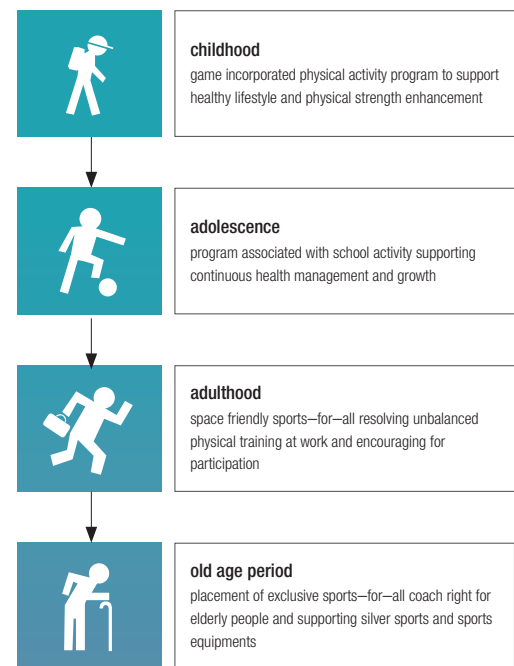 childhood
game incorporated physical activity program to support
healthy lifestyle and physical strength enhancement
adolescence
program associated with school activity supporting
continuous health management and growth
adulthood
space friendly sports—for—all resolving unbalanced
physical training at work and encouraging for
participation
old age period
placement of exclusive sports—for—all coach right for
elderly people and supporting silver sports and sports
equipments